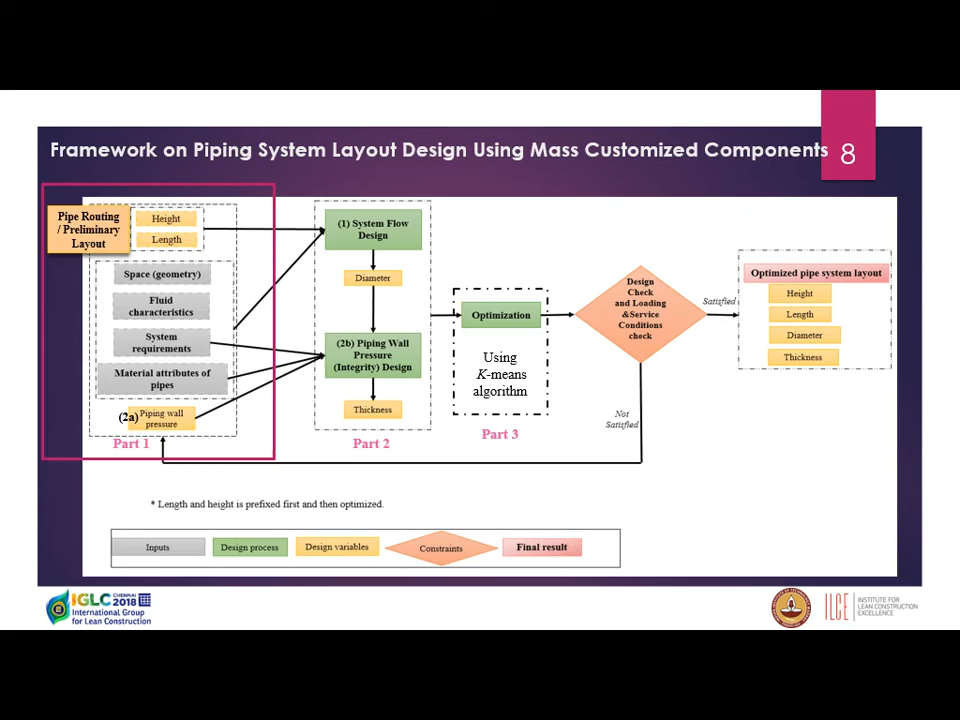 Framework on Piping System Layout Design Using Mass Customized Components
8
Pipe Routing
/ Preliminary
Layout
Height
Length
Space (geometry)
Fluid
characteristics
System
requirements
Material attributes of
pipes
(2a)
Piping wall
pressure
Part 1
(1) System Flow
Design
Diameter
(2b) Piping Wall
Pressure
(Integrity) Design
Thickness
Part 2
Optimization
Using
K-means
algorithm
Part 3
Design
Check
and Loading
&Service
Conditions
check
Satisfied
Not
Satisfied
Optimized pipe system layout
Height
Length
Diameter
Thickness
* Length and height is prefixed first and then optimized.
Inputs
Design process
Design variables
Constraints
Final result
IGLC CHENNAI 2018
International Group
for Lean Construction
ILCE
INSTITUTE FOR
LEAN CONSTRUCTION
EXCELLENCE